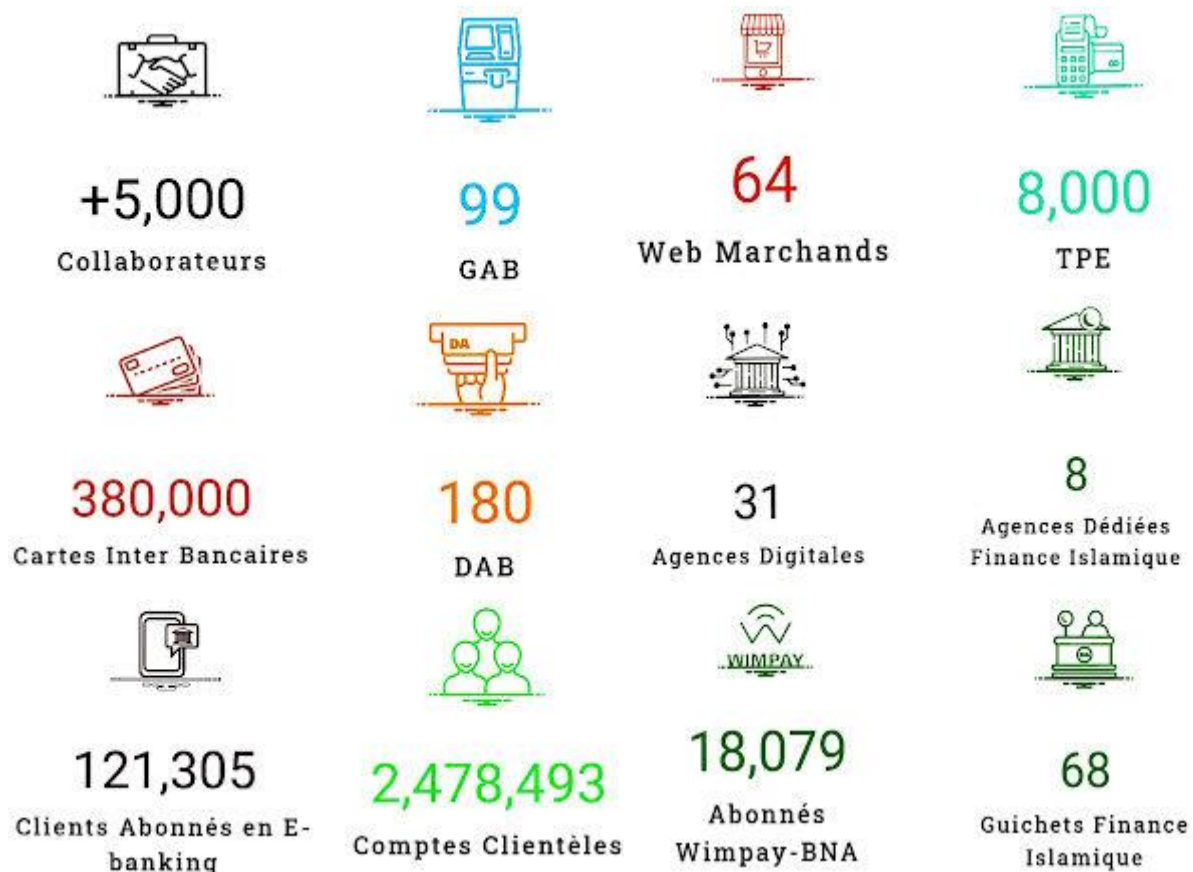 +5,000
Collaborateurs
99
GAB
64
Web Marchands
8,000
TPE
380,000
Cartes Inter Bancaires
DA
180
DAB
31
Agences Digitales
8
Agences Dédiées
Finance Islamique
121,305
Clients Abonnés en E-
banking
2,478,493
Comptes Clientèles
WIMPAY
18,079
Abonnés
Wimpay-BNA
68
Guichets Finance
Islamique